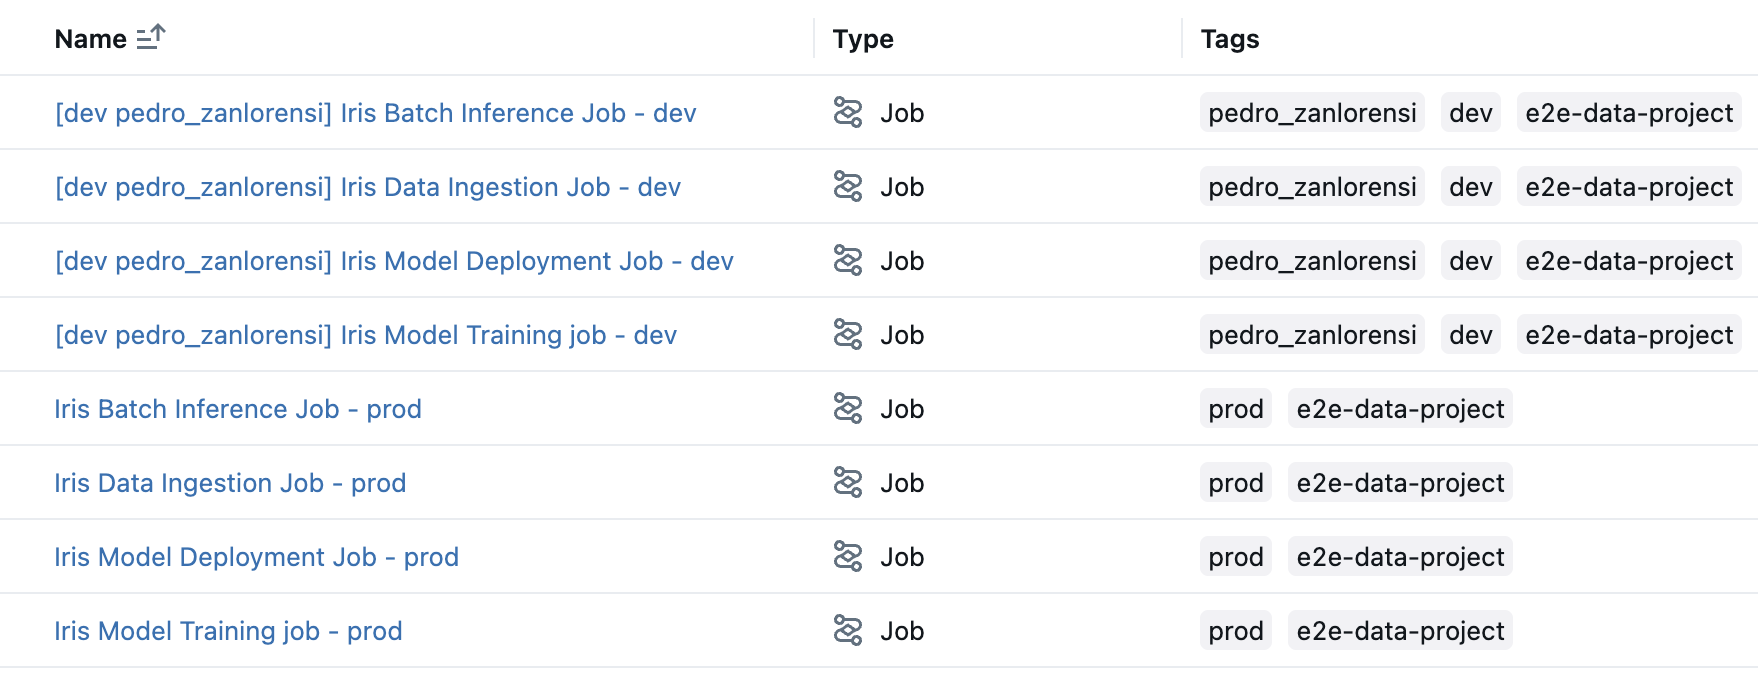 Name Type Tags
[dev pedro_zanlorensi] Iris Batch Inference Job - dev Job pedro_zanlorensi dev e2e-data-project
[dev pedro_zanlorensi] Iris Data Ingestion Job - dev Job pedro_zanlorensi dev e2e-data-project
[dev pedro_zanlorensi] Iris Model Deployment Job - dev Job pedro_zanlorensi dev e2e-data-project
[dev pedro_zanlorensi] Iris Model Training job - dev Job pedro_zanlorensi dev e2e-data-project
Iris Batch Inference Job - prod Job prod e2e-data-project
Iris Data Ingestion Job - prod Job prod e2e-data-project
Iris Model Deployment Job - prod Job prod e2e-data-project
Iris Model Training job - prod Job prod e2e-data-project